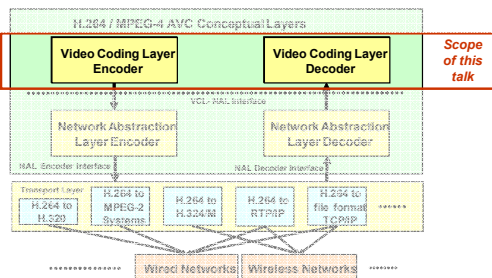 H.264 / MPEG-4 AVC Conceptual Layers
Video Coding Layer
Encoder
Video Coding Layer
Decoder
Scope
of this
talk
VCL-NAL Interface
Network Abstraction
Layer Encoder
Network Abstraction
Layer Decoder
NAL Encoder Interface
NAL Decoder Interface
Transport Layer
H.264 to
H.320
H.264 to
MPEG-2
Systems
H.264 to
H.324/M
H.264 to
RTP/IP
H.264 to
file format
TCP/IP
Wired Networks
Wireless Networks